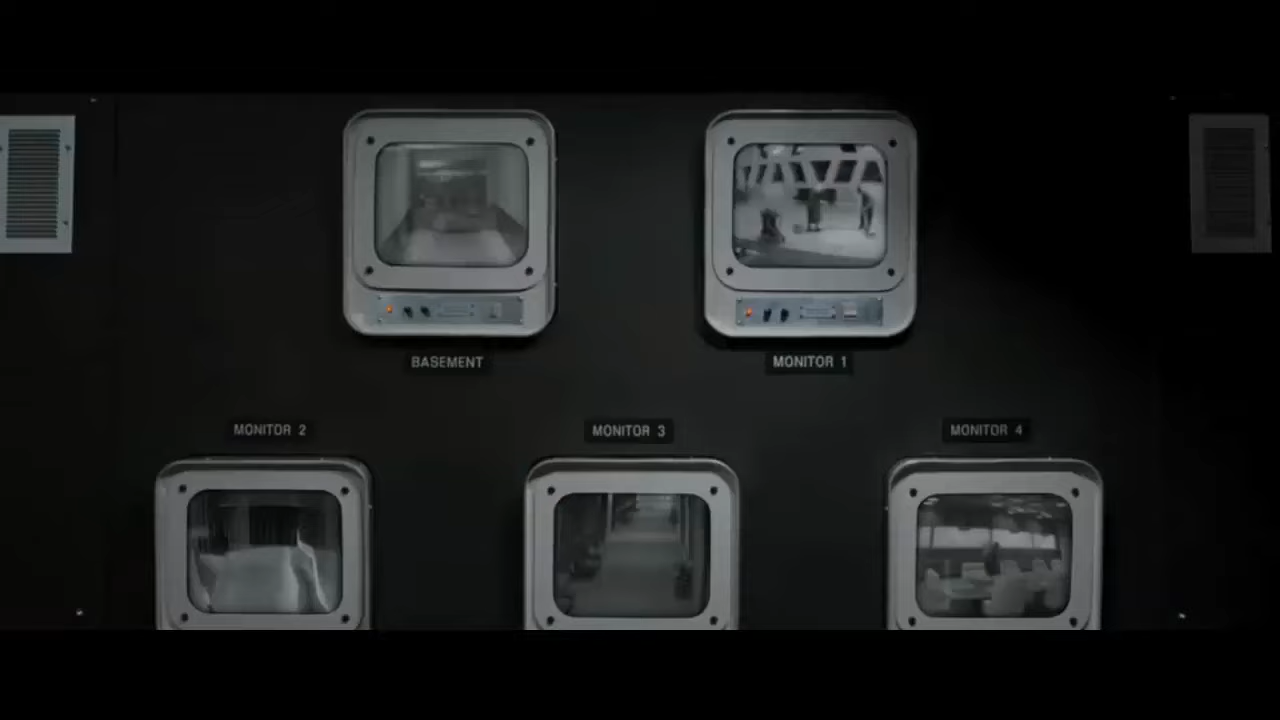 BASEMENT
MONITOR 1
MONITOR 2
MONITOR 3
MONITOR 4